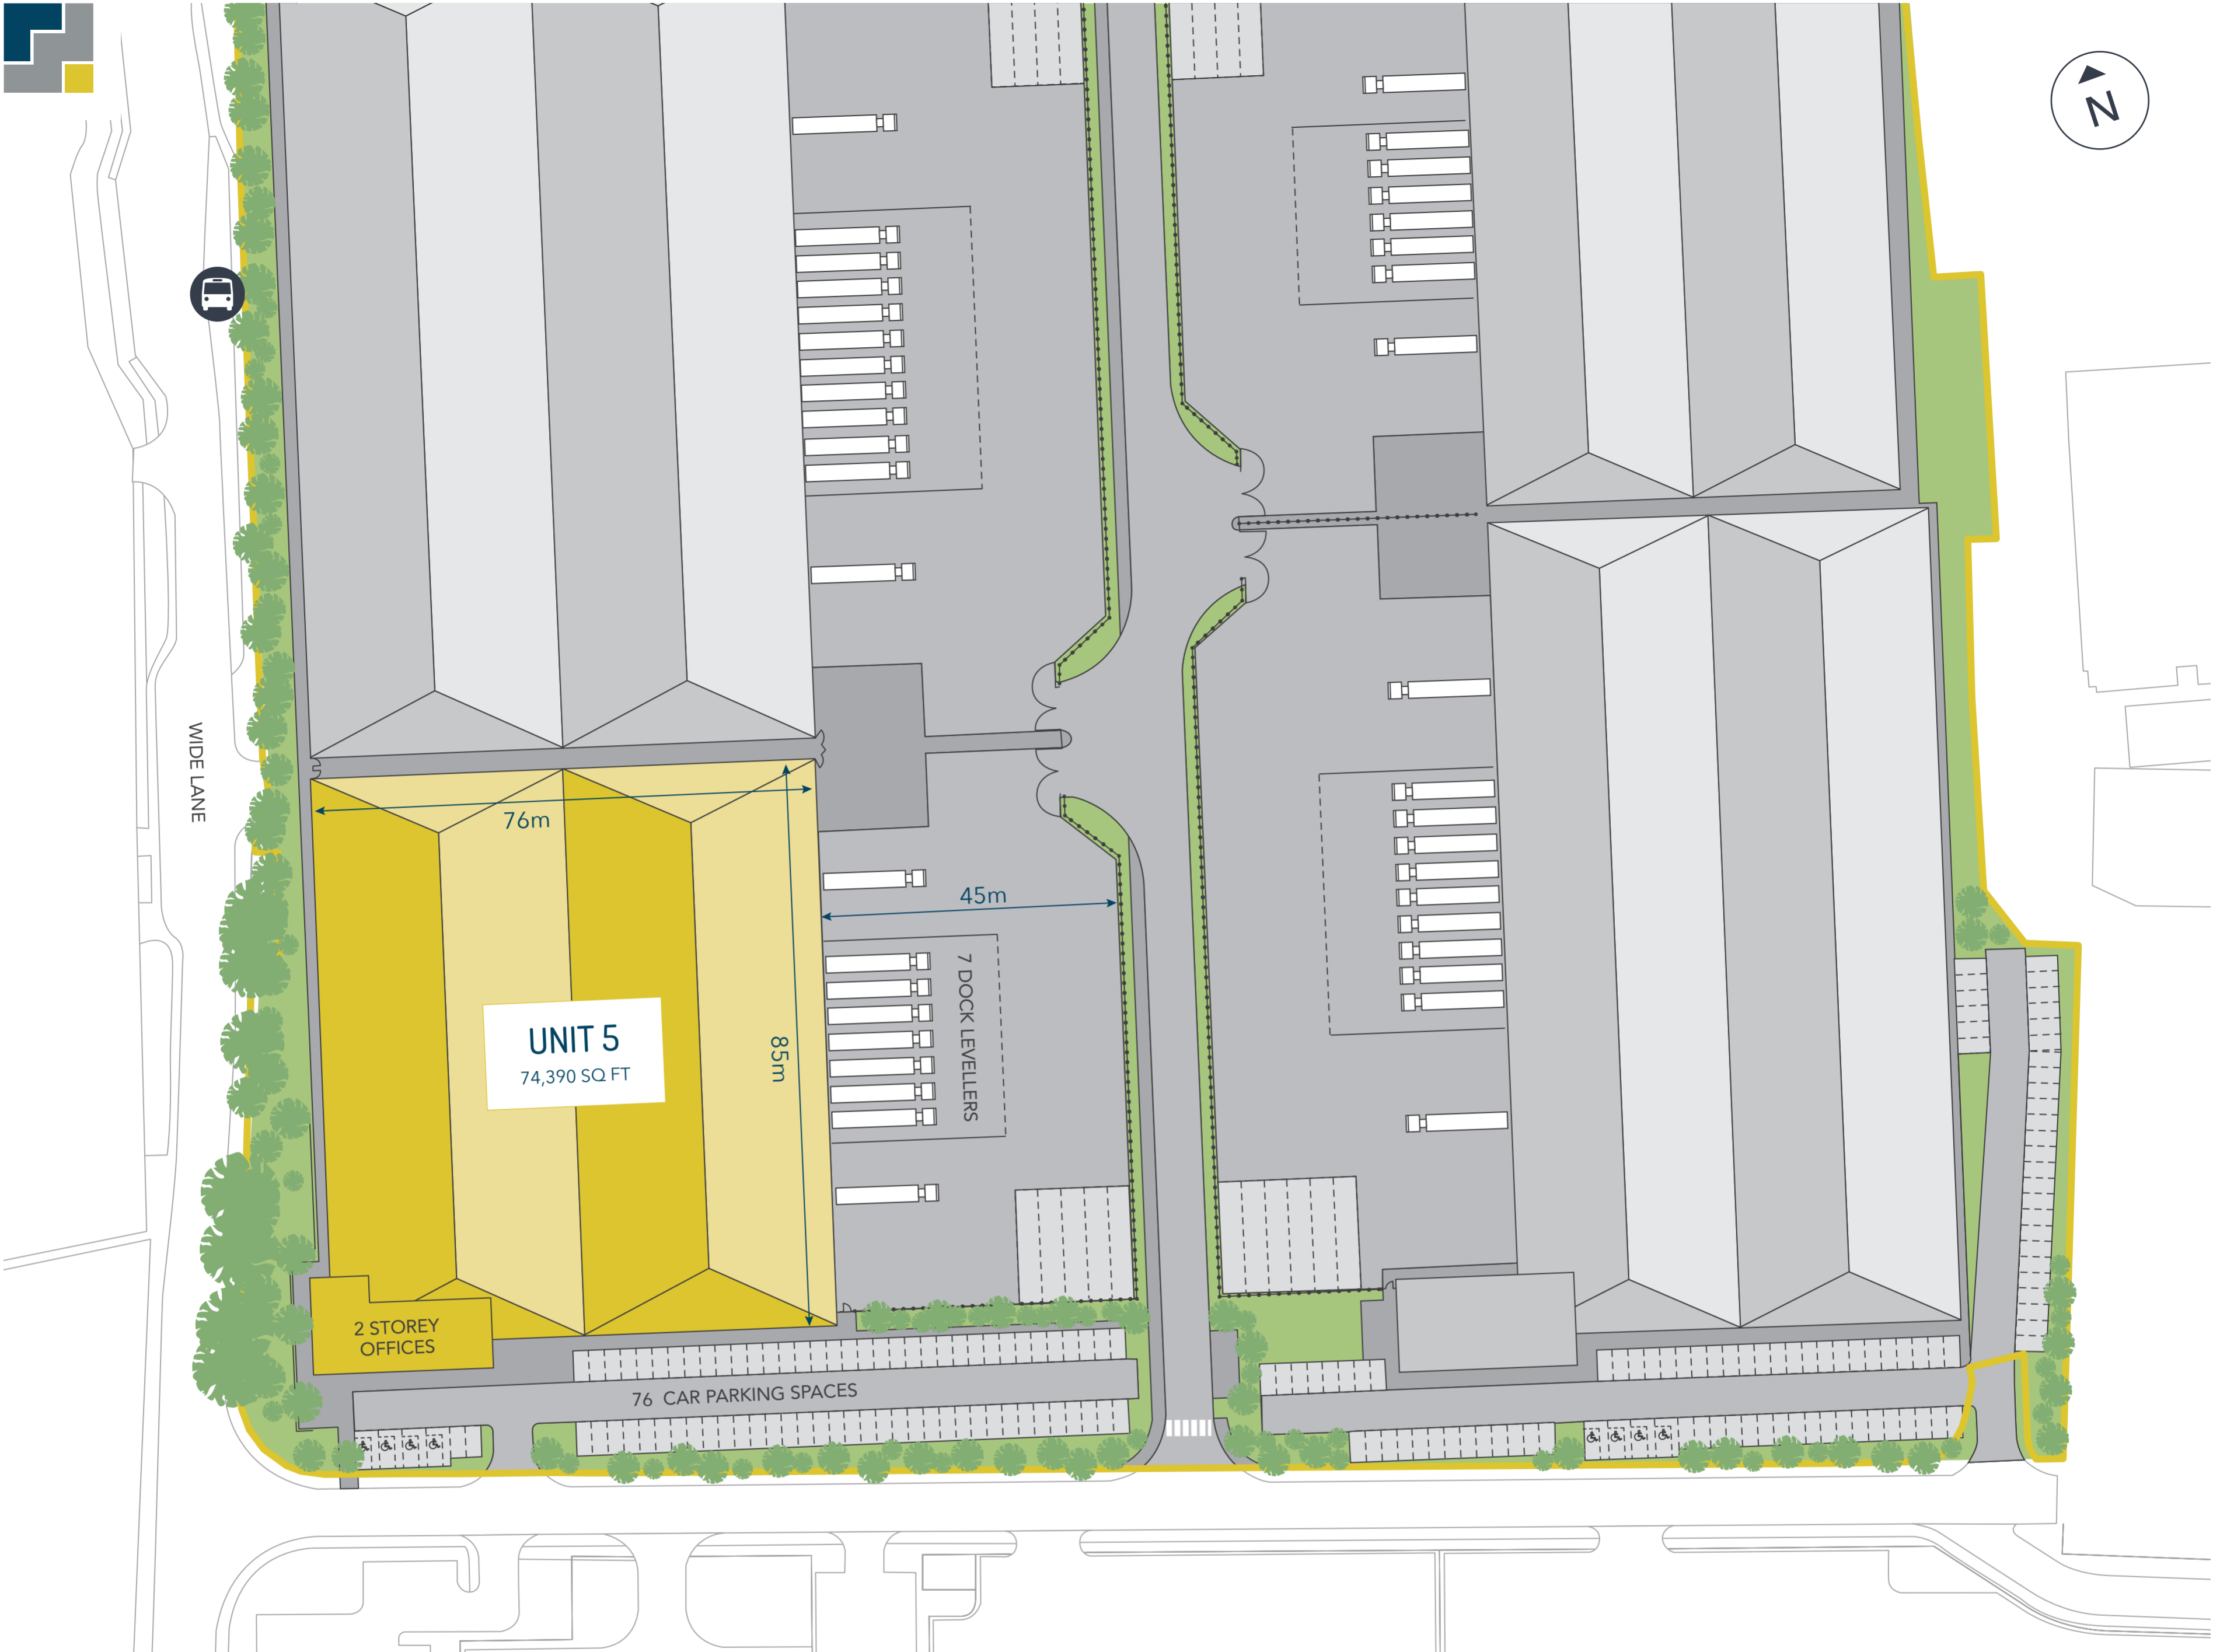 N
WIDE LANE
76m
45m
7 DOCK LEVELLERS
85m
UNIT 5
74,390 SQ FT
2 STOREY
OFFICES
76 CAR PARKING SPACES